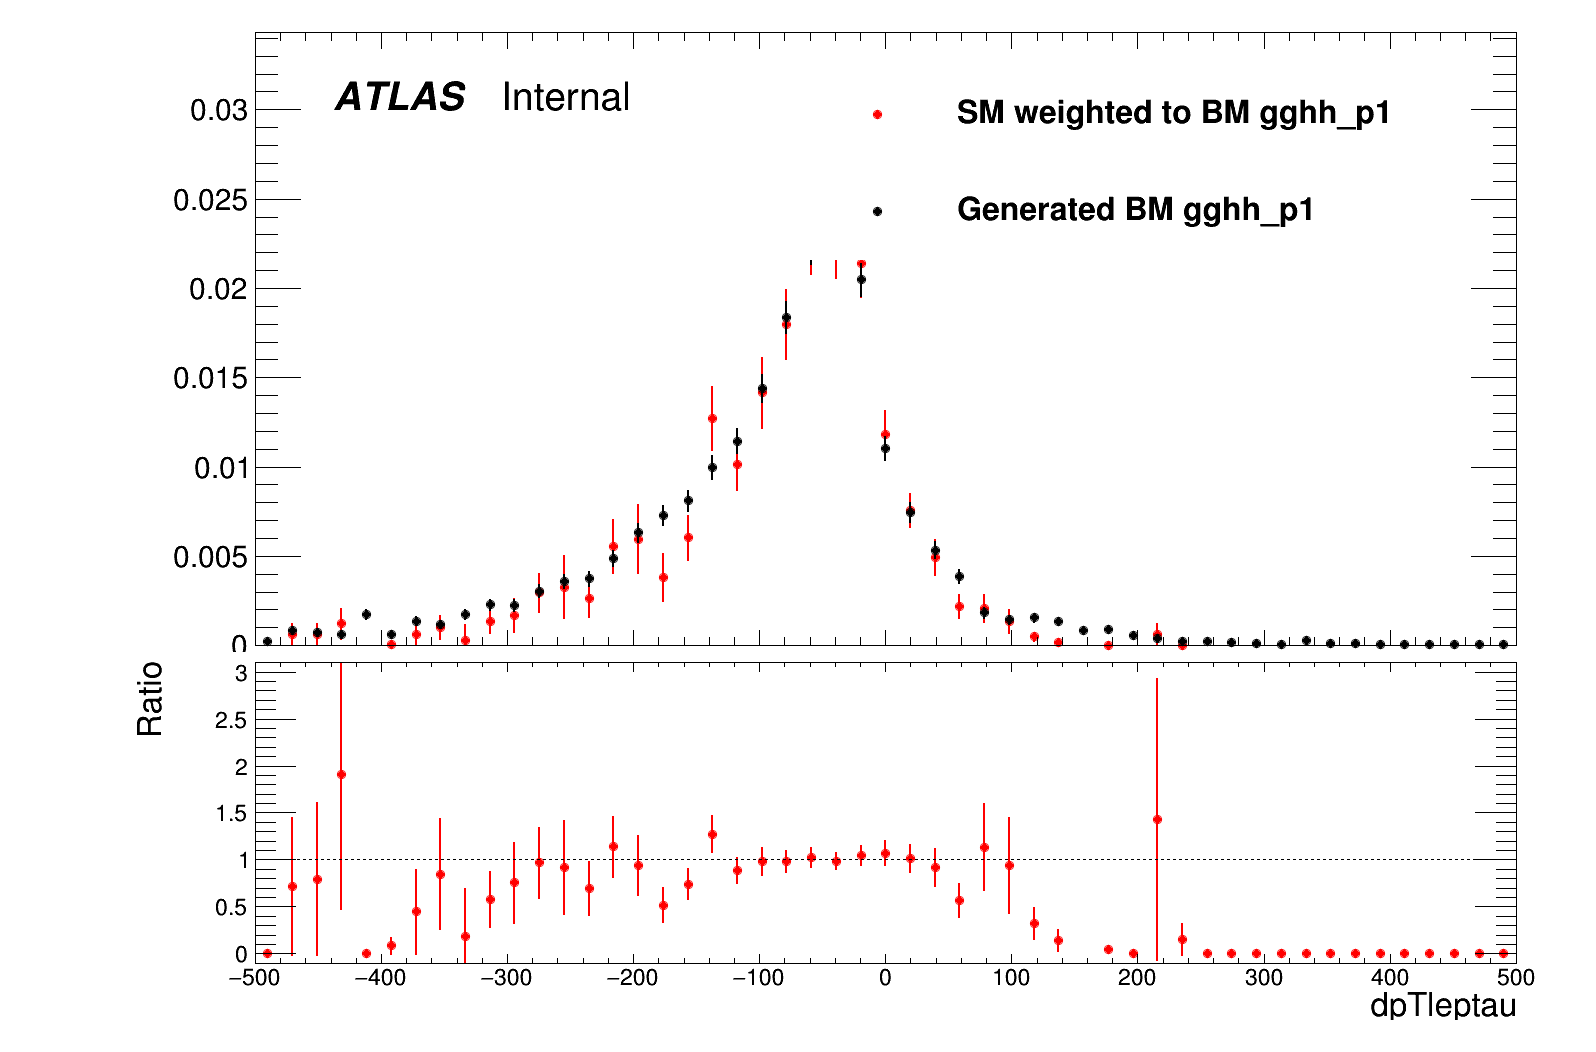 ATLAS Internal
SM weighted to BM gghh_p1
Generated BM gghh_p1
0.03
0.025
0.02
0.015
0.01
0.005
0
Ratio
3
2.5
2
1.5
1
0.5
0
−500 −400 −300 −200 −100 0 100 200 300 400 500
dpTleptau